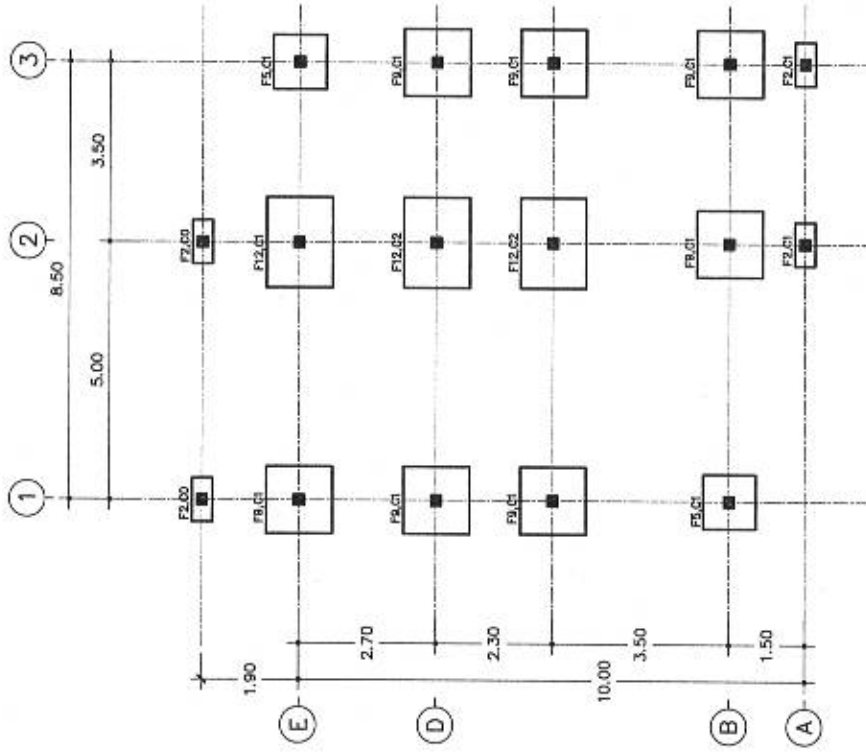 3
2
1
8.50
3.50
5.00
F2,C0
F2,C0
F5,C1
F12,C1
F9,C1
F9,C1
F12,C2
F9,C1
F9,C1
F12,C2
F9,C1
F9,C1
F9,C1
F5,C1
F2,C1
F2,C1
1.90
2.70
2.30
3.50
1.50
10.00
E
D
B
A